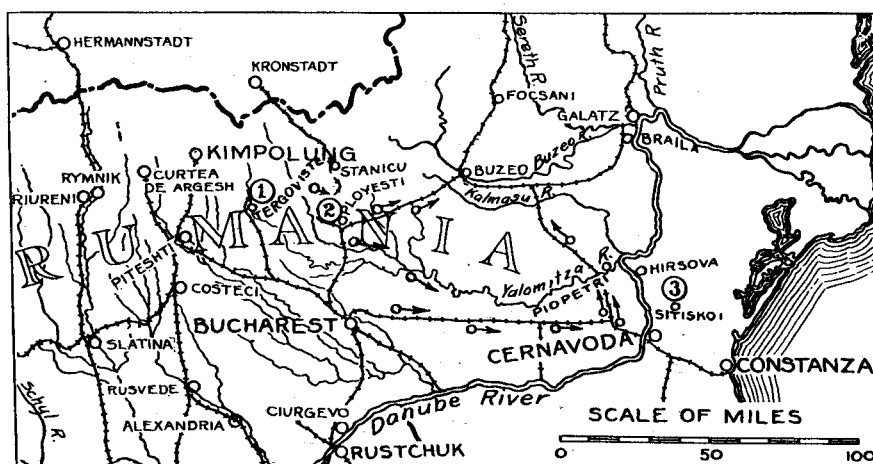 HERMANNSTADT
KRONSTADT
Sereth R.
Pruth R.
FOCSANI
GALATZ
BRAILA
KIMPOLUNG
STANICU
BUZEO
Buzeo R.
CURTEA
DE ARGESH
RYMNIK
RIURENI
1
TERGOVISTE
2
PLOYESTI
Kalmazu R.
RUMANIA
PITESHTI
Yalomitza R.
PIOPETRI
HIRSOVA
3
SITISKOI
COSTECI
BUCHAREST
CERNAVODA
SLATINA
CONSTANZA
RUSVEDE
Schyl R.
ALEXANDRIA
CIURGEVO
Danube River
RUSTCHUK
SCALE OF MILES
0 50 100